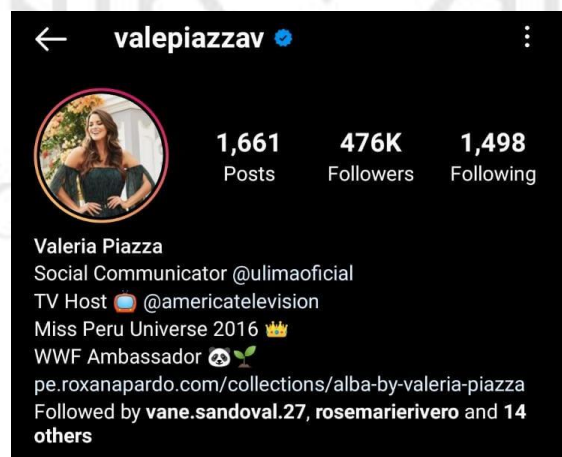 valepiazzav
1,661 476K 1,498
Posts Followers Following
Valeria Piazza
Social Communicator @ulimaoficial
TV Host 📺 @americatelevision
Miss Peru Universe 2016 👑
WWF Ambassador 🐼🌱
pe.roxanapardo.com/collections/alba-by-valeria-piazza
Followed by vane.sandoval.27, rosemarierivero and 14
others